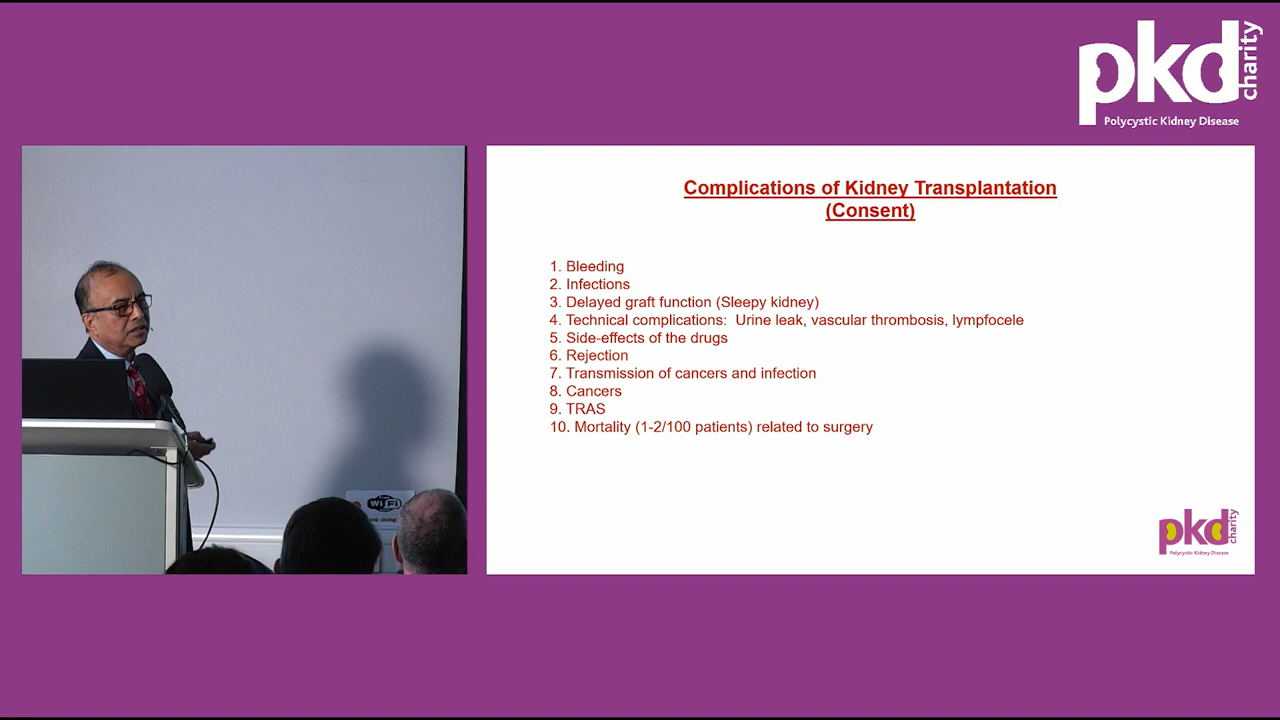 pkd charity
Polycystic Kidney Disease
Complications of Kidney Transplantation
(Consent)
1. Bleeding
2. Infections
3. Delayed graft function (Sleepy kidney)
4. Technical complications: Urine leak, vascular thrombosis, lympfocele
5. Side-effects of the drugs
6. Rejection
7. Transmission of cancers and infection
8. Cancers
9. TRAS
10. Mortality (1-2/100 patients) related to surgery
WiFi
pkd charity
Polycystic Kidney Disease